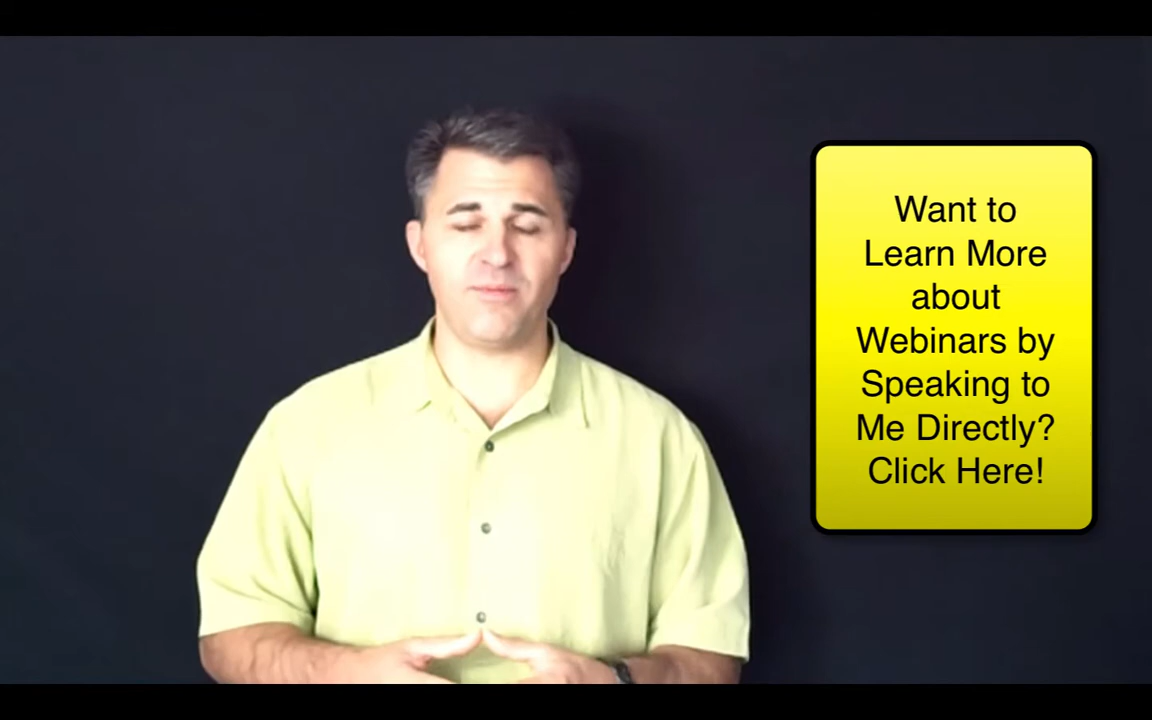 Want to
Learn More
about
Webinars by
Speaking to
Me Directly?
Click Here!